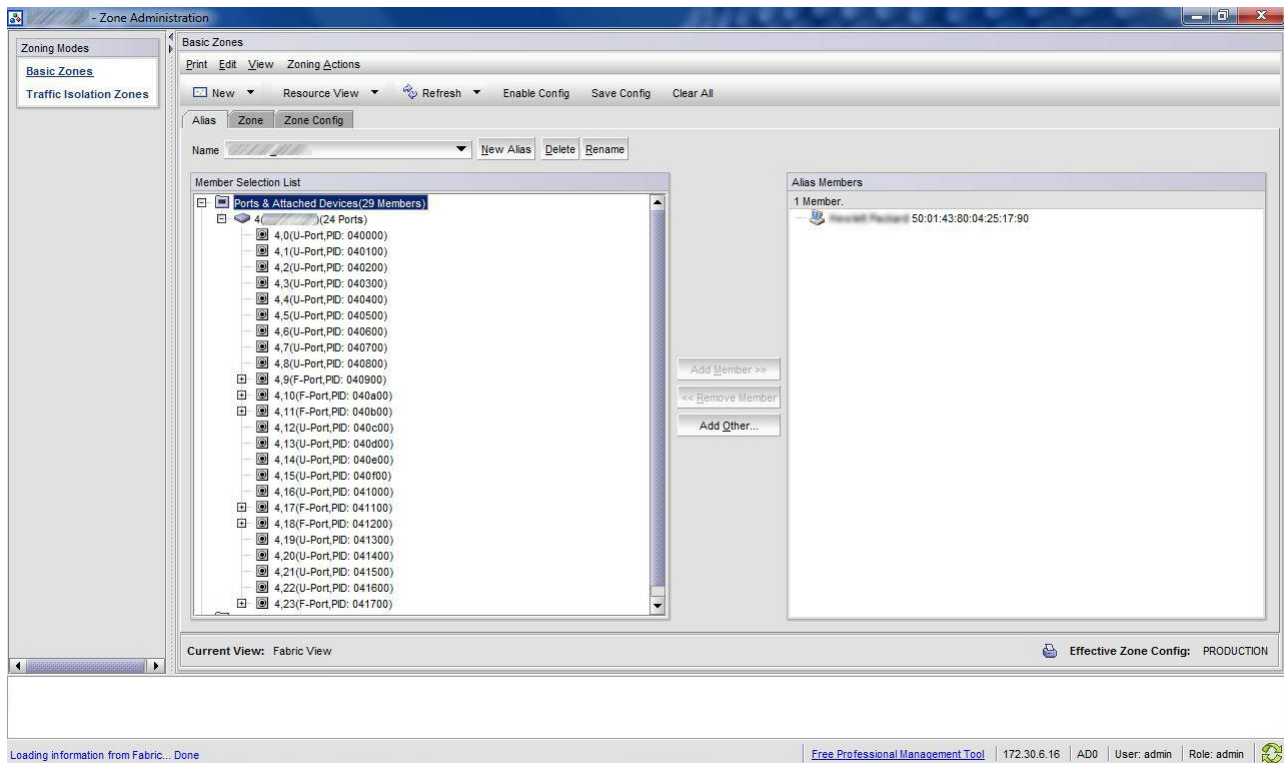 - Zone Administration
Zoning Modes
Basic Zones
Traffic Isolation Zones
Basic Zones
Print Edit View Zoning Actions
New Resource View Refresh Enable Config Save Config Clear All
Alias Zone Zone Config
Name New Alias Delete Rename
Member Selection List
Ports & Attached Devices(29 Members)
4( )(24 Ports)
4,0(U-Port,PID: 040000)
4,1(U-Port,PID: 040100)
4,2(U-Port,PID: 040200)
4,3(U-Port,PID: 040300)
4,4(U-Port,PID: 040400)
4,5(U-Port,PID: 040500)
4,6(U-Port,PID: 040600)
4,7(U-Port,PID: 040700)
4,8(U-Port,PID: 040800)
4,9(F-Port,PID: 040900)
4,10(F-Port,PID: 040a00)
4,11(F-Port,PID: 040b00)
4,12(U-Port,PID: 040c00)
4,13(U-Port,PID: 040d00)
4,14(U-Port,PID: 040e00)
4,15(U-Port,PID: 040f00)
4,16(U-Port,PID: 041000)
4,17(F-Port,PID: 041100)
4,18(F-Port,PID: 041200)
4,19(U-Port,PID: 041300)
4,20(U-Port,PID: 041400)
4,21(U-Port,PID: 041500)
4,22(U-Port,PID: 041600)
4,23(F-Port,PID: 041700)
Add Member >>
<< Remove Member
Add Other...
Alias Members
1 Member.
50:01:43:80:04:25:17:90
Current View: Fabric View
Effective Zone Config: PRODUCTION
Loading information from Fabric... Done
Free Professional Management Tool 172.30.6.16 AD0 User: admin Role: admin